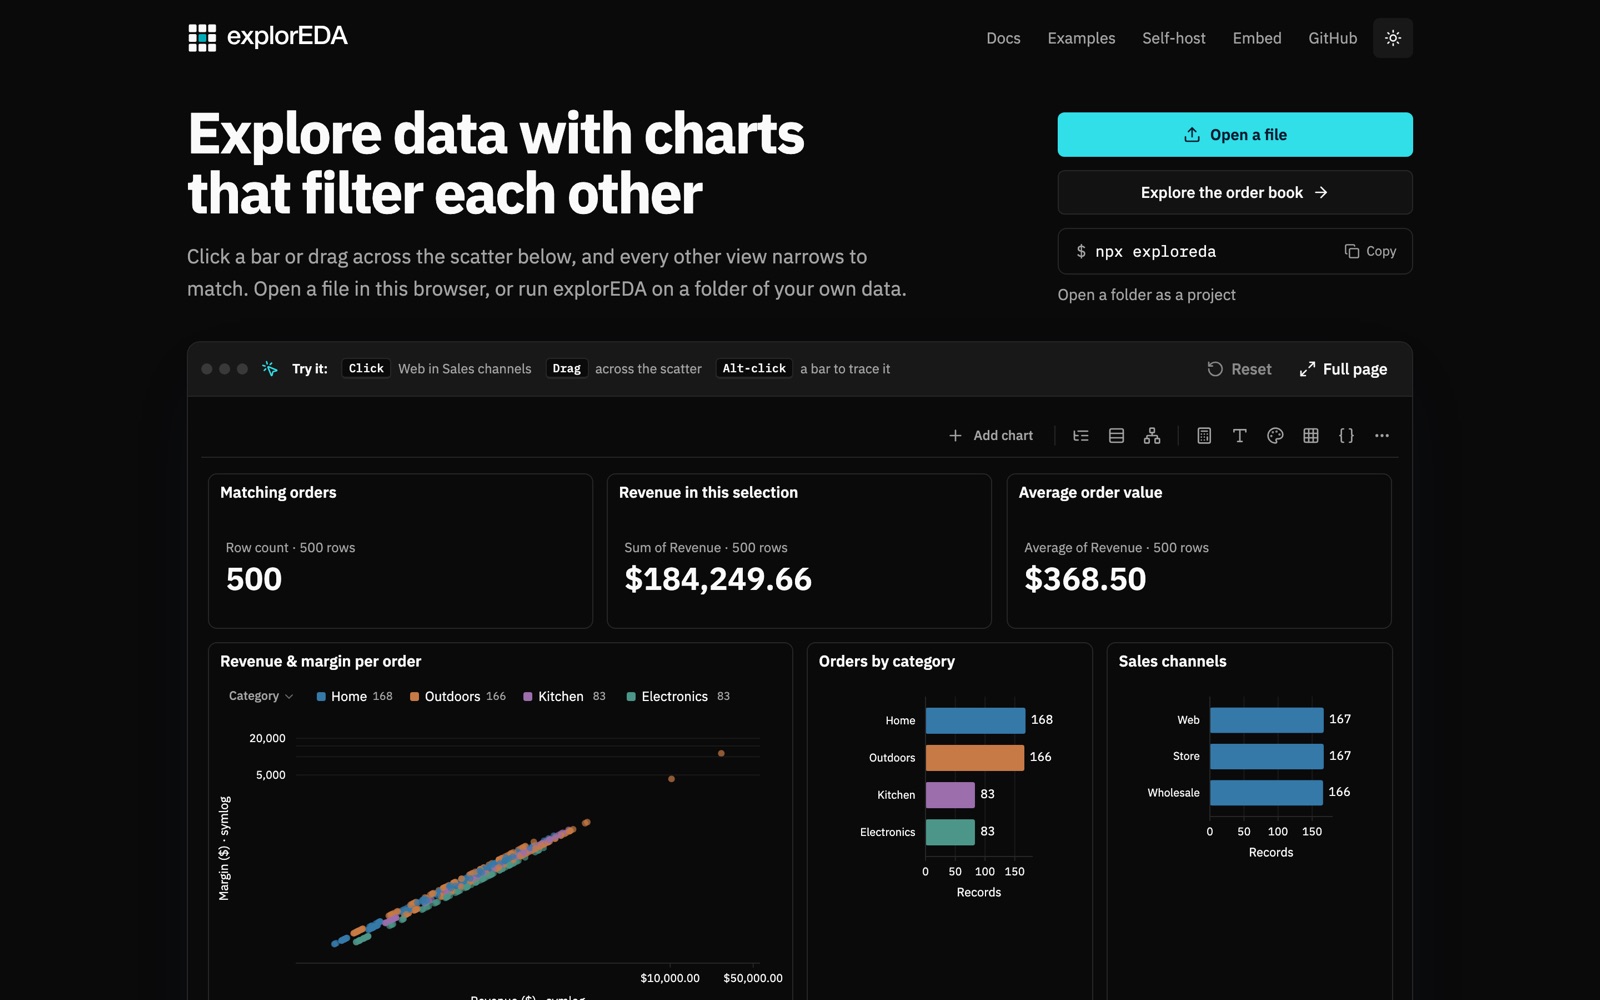 explorEDA
Docs
Examples
Self-host
Embed
GitHub
Explore data with charts
that filter each other
Click a bar or drag across the scatter below, and every other view narrows to
match. Open a file in this browser, or run explorEDA on a folder of your own data.
Open a file
Explore the order book
$ npx exploreda
Copy
Open a folder as a project
Try it: Click Web in Sales channels Drag across the scatter Alt-click a bar to trace it
Reset
Full page
Add chart
Matching orders
Row count · 500 rows
500
Revenue in this selection
Sum of Revenue · 500 rows
$184,249.66
Average order value
Average of Revenue · 500 rows
$368.50
Revenue & margin per order
Category
Home 168
Outdoors 166
Kitchen 83
Electronics 83
20,000
5,000
Margin ($) · symlog
$10,000.00
$50,000.00
Revenue ($) · symlog
Orders by category
Home 168
Outdoors 166
Kitchen 83
Electronics 83
0 50 100 150
Records
Sales channels
Web 167
Store 167
Wholesale 166
0 50 100 150
Records